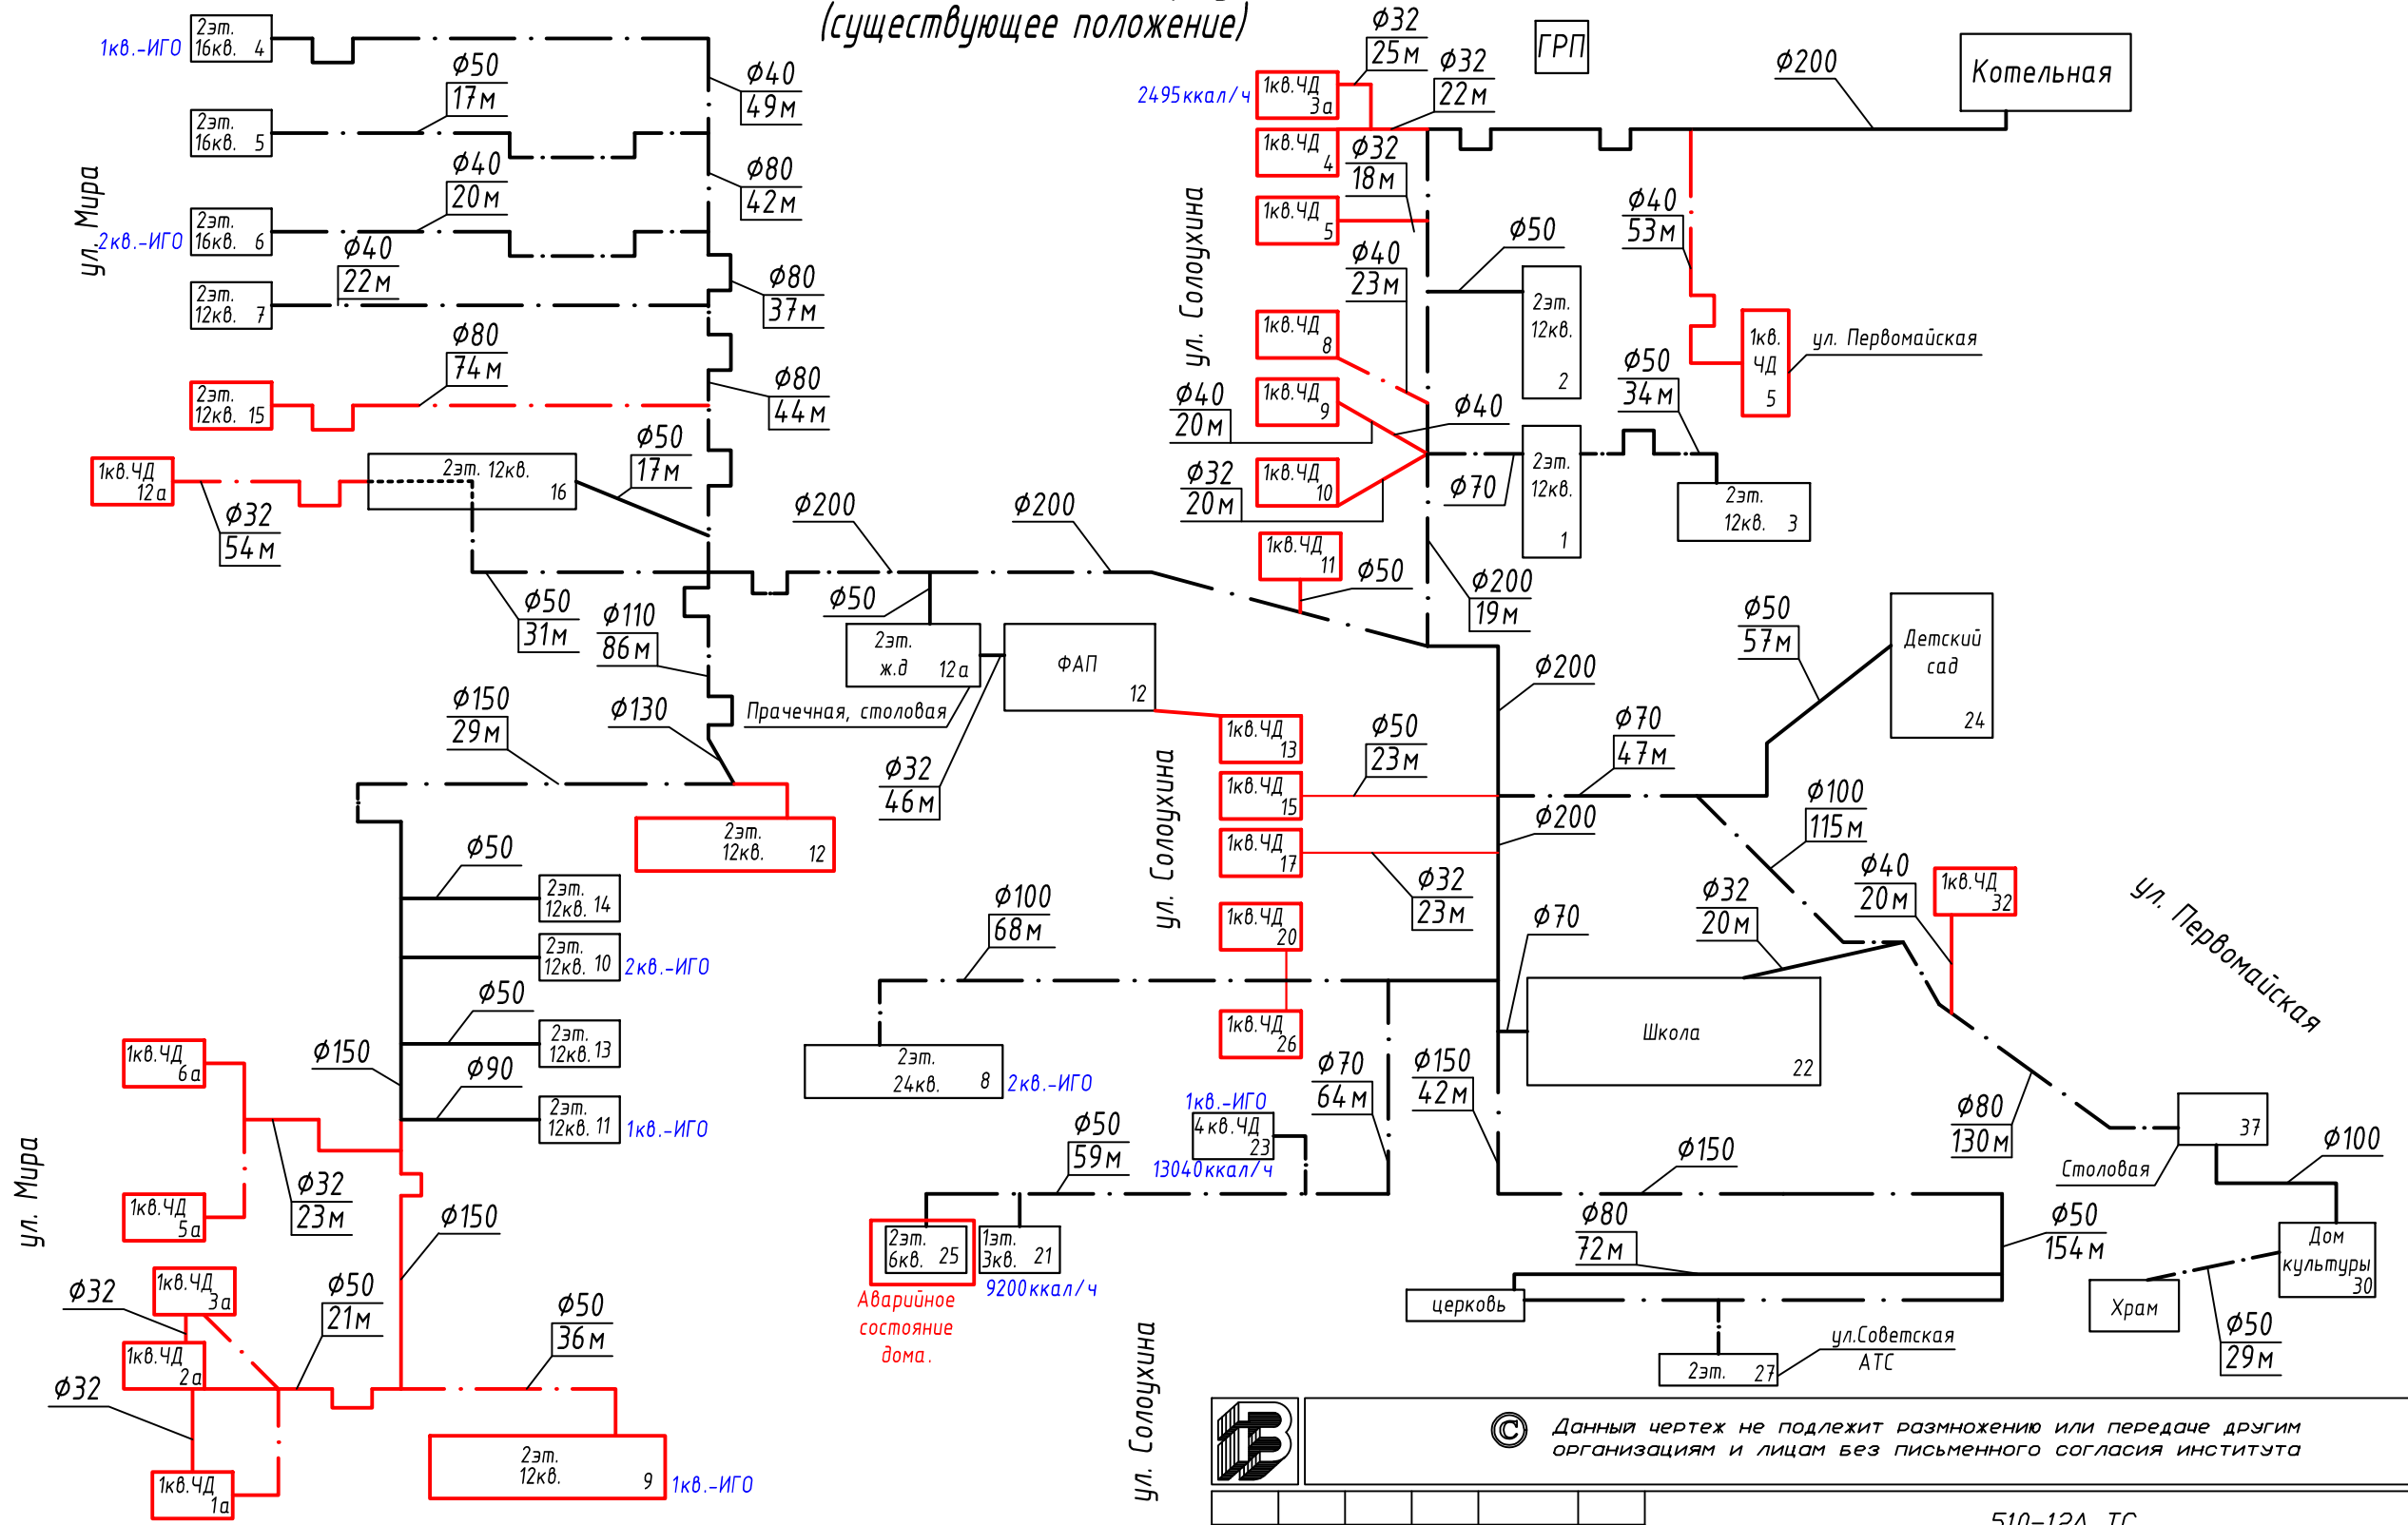 (существующее положение)
1кв.-ИГО
2эт.
16кв. 4
Ф50
17м
Ф40
49м
2эт.
16кв. 5
Ф40
20м
Ф80
42м
ул. Мира
2кв.-ИГО
2эт.
16кв. 6
Ф40
22м
2эт.
12кв. 7
Ф80
37м
Ф80
74м
2эт.
12кв. 15
Ф80
44м
1кв.ЧД
12а
Ф32
54м
2эт. 12кв.
16
Ф50
17м
Ф50
31м
Ф110
86м
Ф200
Ф200
Ф50
2эт.
ж.д 12а
ФАП
12
Прачечная, столовая
Ф32
46м
Ф150
29м
Ф130
2эт.
12кв. 12
Ф50
2эт.
12кв. 14
2эт.
12кв. 10
2кв.-ИГО
Ф50
2эт.
12кв. 13
Ф90
2эт.
12кв. 11
1кв.-ИГО
Ф150
1кв.ЧД
6а
1кв.ЧД
5а
Ф32
23м
Ф150
ул. Мира
1кв.ЧД
3а
Ф32
1кв.ЧД
2а
Ф32
1кв.ЧД
1а
Ф50
21м
Ф50
36м
2эт.
12кв. 9
1кв.-ИГО
Ф32
25м
ГРП
Ф200
Котельная
2495ккал/ч
1кв.ЧД
3а
Ф32
22м
1кв.ЧД
4
Ф32
18м
1кв.ЧД
5
ул. Солоухина
Ф40
23м
Ф50
2эт.
12кв.
2
Ф40
53м
1кв.
ЧД
5
ул. Первомайская
1кв.ЧД
8
1кв.ЧД
9
Ф40
20м
Ф40
1кв.ЧД
10
Ф32
20м
Ф70
2эт.
12кв.
1
Ф50
34м
2эт.
12кв. 3
1кв.ЧД
11
Ф50
Ф200
19м
Ф200
Ф50
57м
Детский
сад
24
1кв.ЧД
13
1кв.ЧД
15
Ф50
23м
Ф70
47м
Ф200
1кв.ЧД
17
Ф32
23м
ул. Солоухина
Ф100
115м
Ф40
20м
1кв.ЧД
32
ул. Первомайская
Ф32
20м
1кв.ЧД
20
1кв.ЧД
26
Ф100
68м
2эт.
24кв. 8
2кв.-ИГО
Ф70
Школа
22
Ф70
64м
Ф150
42м
1кв.-ИГО
4кв.ЧД
23
13040ккал/ч
Ф50
59м
2эт.
6кв. 25
1эт.
3кв. 21
9200ккал/ч
Аварийное
состояние
дома.
Ф80
130м
37
Столовая
Ф100
Дом
культуры
30
Храм
Ф50
29м
Ф150
Ф50
154м
Ф80
72м
церковь
2эт. 27
ул.Советская
АТС
ул. Солоухина
© Данный чертеж не подлежит размножению или передаче другим
организациям и лицам без письменного согласия института